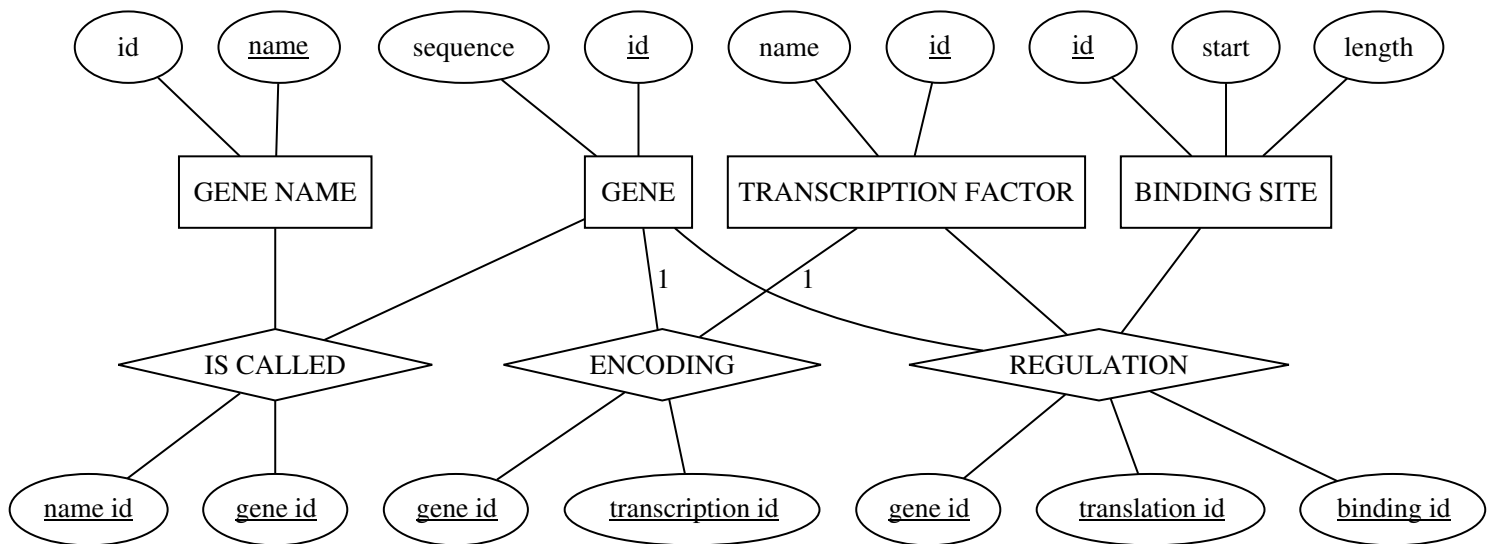 id
name
sequence
id
name
id
id
start
length
GENE NAME
GENE
TRANSCRIPTION FACTOR
BINDING SITE
1
1
IS CALLED
ENCODING
REGULATION
name id
gene id
gene id
transcription id
gene id
translation id
binding id